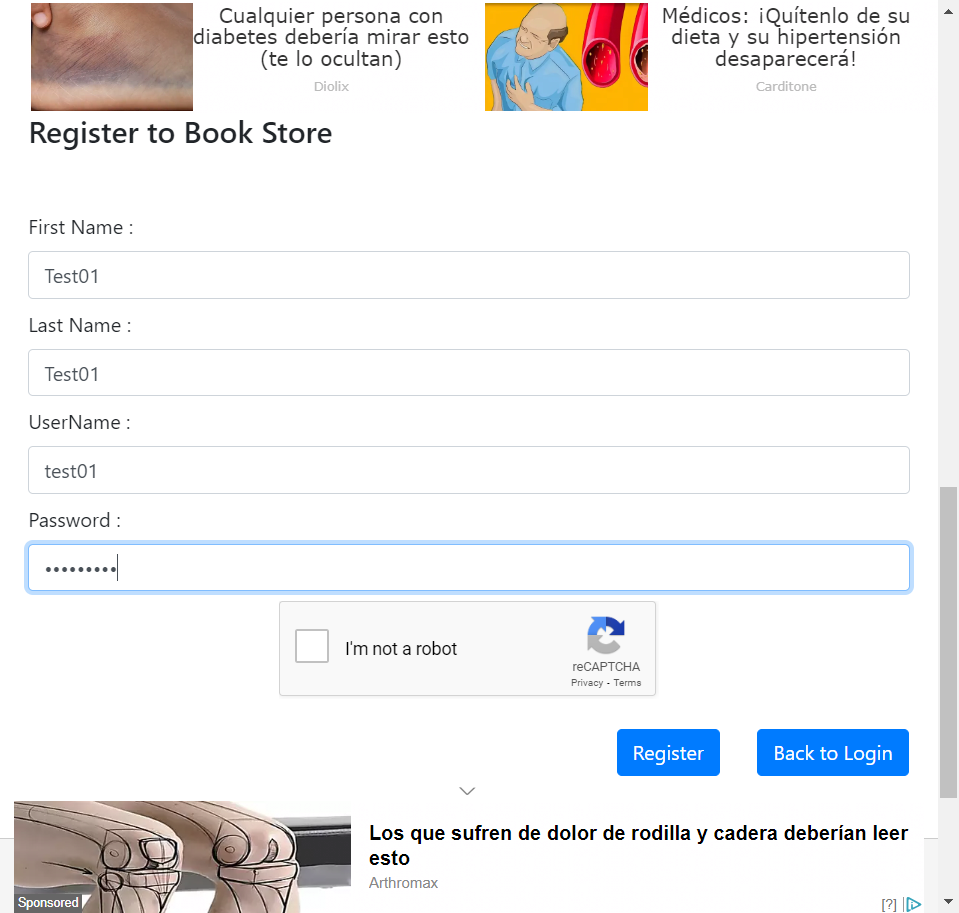 Cualquier persona con
diabetes debería mirar esto
(te lo ocultan)
Diolix
Médicos: ¡Quítenlo de su
dieta y su hipertensión
desaparecerá!
Carditone
Register to Book Store
First Name :
Test01
Last Name :
Test01
UserName :
test01
Password :
•••••••••
I'm not a robot
reCAPTCHA
Privacy - Terms
Register
Back to Login
Los que sufren de dolor de rodilla y cadera deberían leer
esto
Arthromax
Sponsored
[?]